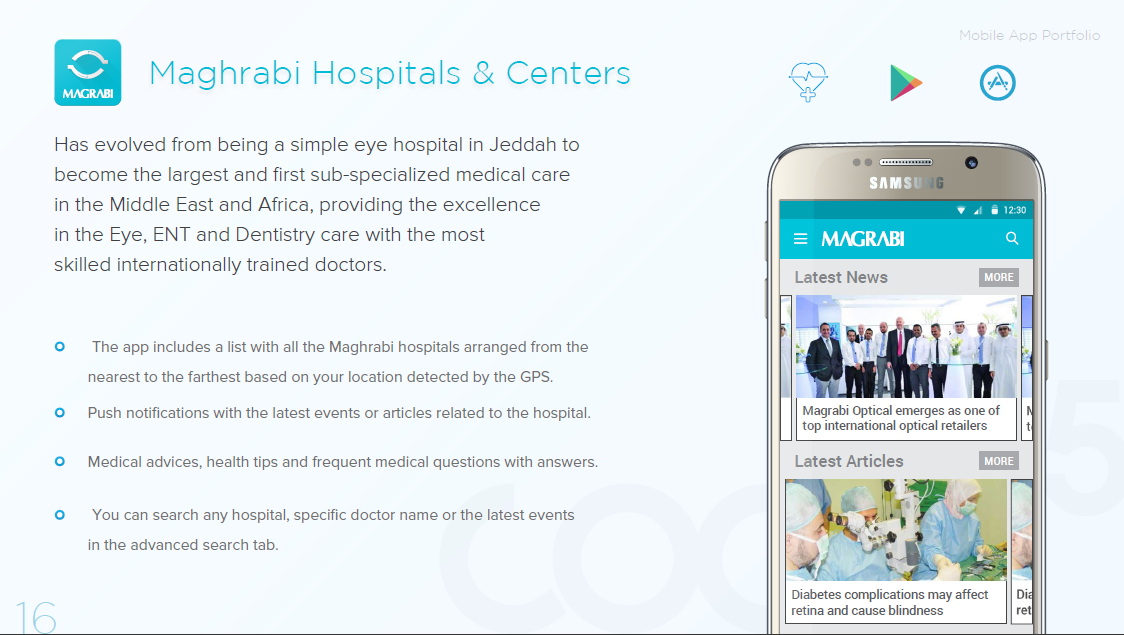 Mobile App Portfolio
MAGRABI
Maghrabi Hospitals & Centers
Has evolved from being a simple eye hospital in Jeddah to
become the largest and first sub-specialized medical care
in the Middle East and Africa, providing the excellence
in the Eye, ENT and Dentistry care with the most
skilled internationally trained doctors.
The app includes a list with all the Maghrabi hospitals arranged from the
nearest to the farthest based on your location detected by the GPS.
Push notifications with the latest events or articles related to the hospital.
Medical advices, health tips and frequent medical questions with answers.
You can search any hospital, specific doctor name or the latest events
in the advanced search tab.
16
SAMSUNG
12:30
MAGRABI
Latest News
MORE
Magrabi Optical emerges as one of
top international optical retailers
Latest Articles
MORE
Diabetes complications may affect
retina and cause blindness